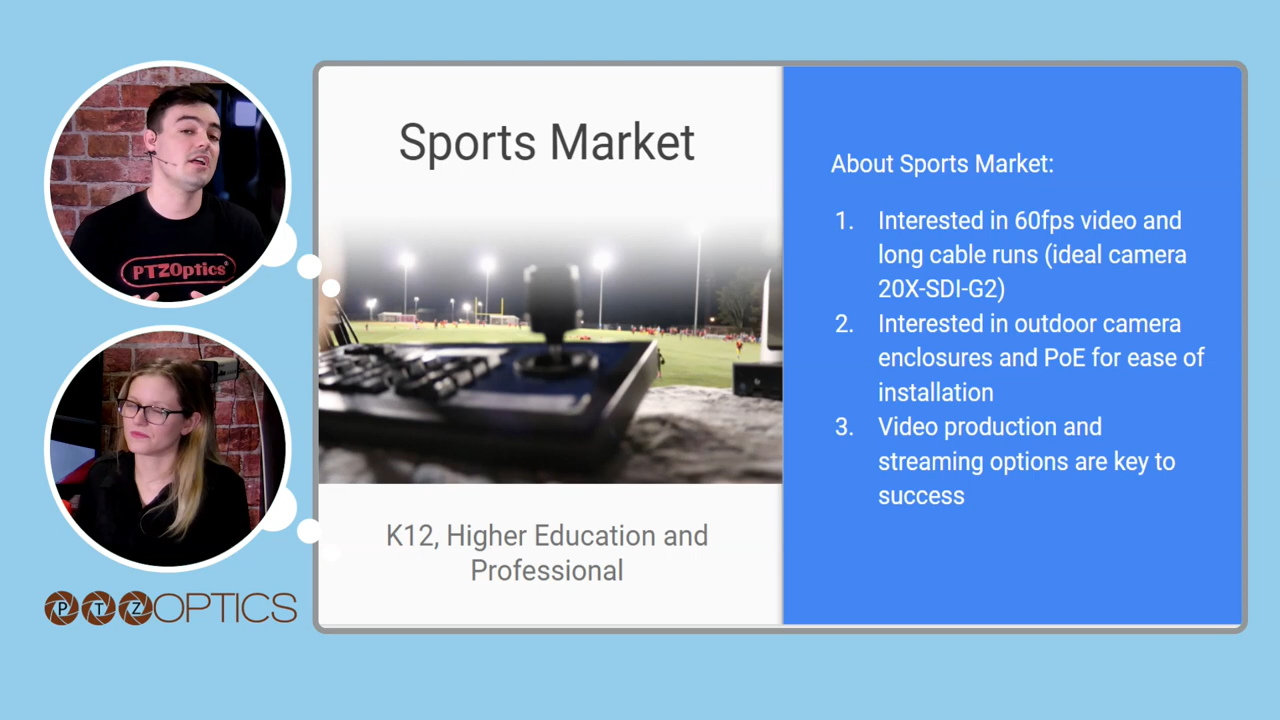 PTZOptics
PTZOPTICS
Sports Market
K12, Higher Education and
Professional
About Sports Market:
1. Interested in 60fps video and
long cable runs (ideal camera
20X-SDI-G2)
2. Interested in outdoor camera
enclosures and PoE for ease of
installation
3. Video production and
streaming options are key to
success